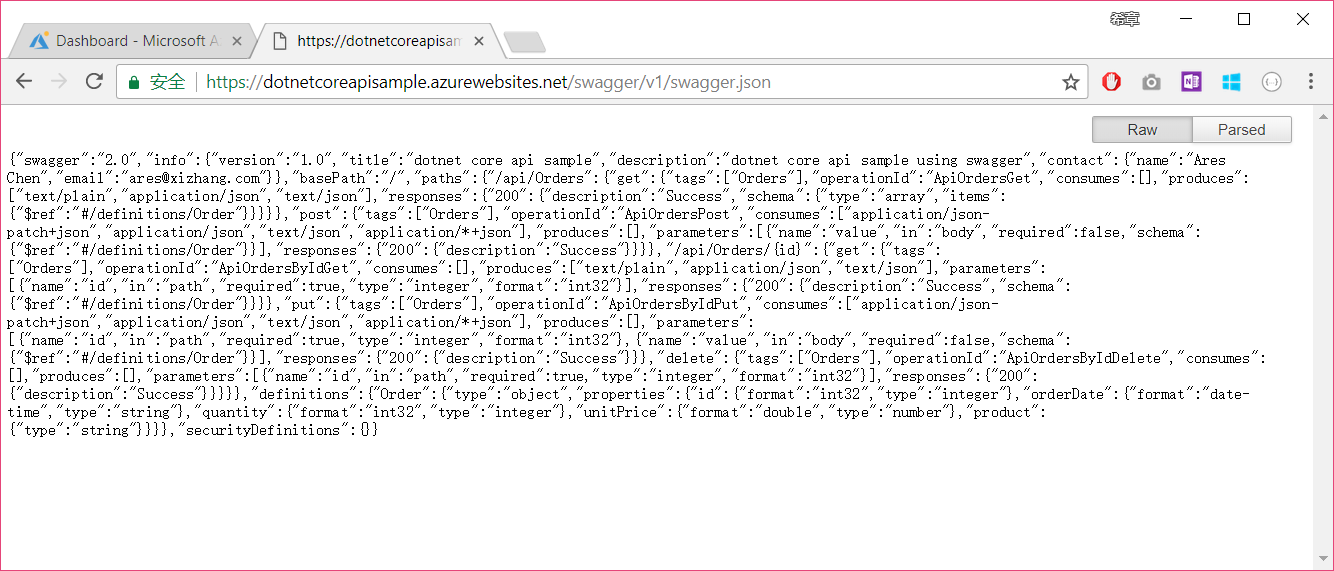 希章
Dashboard - Microsoft A
https://dotnetcoreapisam
安全 https://dotnetcoreapisample.azurewebsites.net/swagger/v1/swagger.json
Raw Parsed
{"swagger":"2.0","info":{"version":"1.0","title":"dotnet core api sample","description":"dotnet core api sample using swagger","contact":{"name":"Ares
Chen","email":"ares@xizhang.com"}},"basePath":"/","paths":{"/api/Orders":{"get":{"tags":["Orders"],"operationId":"ApiOrdersGet","consumes":[],"produces":
["text/plain","application/json","text/json"],"responses":{"200":{"description":"Success","schema":{"type":"array","items":
{"$ref":"#/definitions/Order"}}}}},"post":{"tags":["Orders"],"operationId":"ApiOrdersPost","consumes":["application/json-
patch+json","application/json","text/json","application/*+json"],"produces":[],"parameters":[{"name":"value","in":"body","required":false,"schema":
{"$ref":"#/definitions/Order"}}],"responses":{"200":{"description":"Success"}}}},"/api/Orders/{id}":{"get":{"tags":
["Orders"],"operationId":"ApiOrdersByIdGet","consumes":[],"produces":["text/plain","application/json","text/json"],"parameters":
[{"name":"id","in":"path","required":true,"type":"integer","format":"int32"}],"responses":{"200":{"description":"Success","schema":
{"$ref":"#/definitions/Order"}}}},"put":{"tags":["Orders"],"operationId":"ApiOrdersByIdPut","consumes":["application/json-
patch+json","application/json","text/json","application/*+json"],"produces":[],"parameters":
[{"name":"id","in":"path","required":true,"type":"integer","format":"int32"},{"name":"value","in":"body","required":false,"schema":
{"$ref":"#/definitions/Order"}}],"responses":{"200":{"description":"Success"}}},"delete":{"tags":["Orders"],"operationId":"ApiOrdersByIdDelete","consumes":
[],"produces":[],"parameters":[{"name":"id","in":"path","required":true,"type":"integer","format":"int32"}],"responses":{"200":
{"description":"Success"}}}}},"definitions":{"Order":{"type":"object","properties":{"id":{"format":"int32","type":"integer"},"orderDate":{"format":"date-
time","type":"string"},"quantity":{"format":"int32","type":"integer"},"unitPrice":{"format":"double","type":"number"},"product":
{"type":"string"}}}},"securityDefinitions":{}}